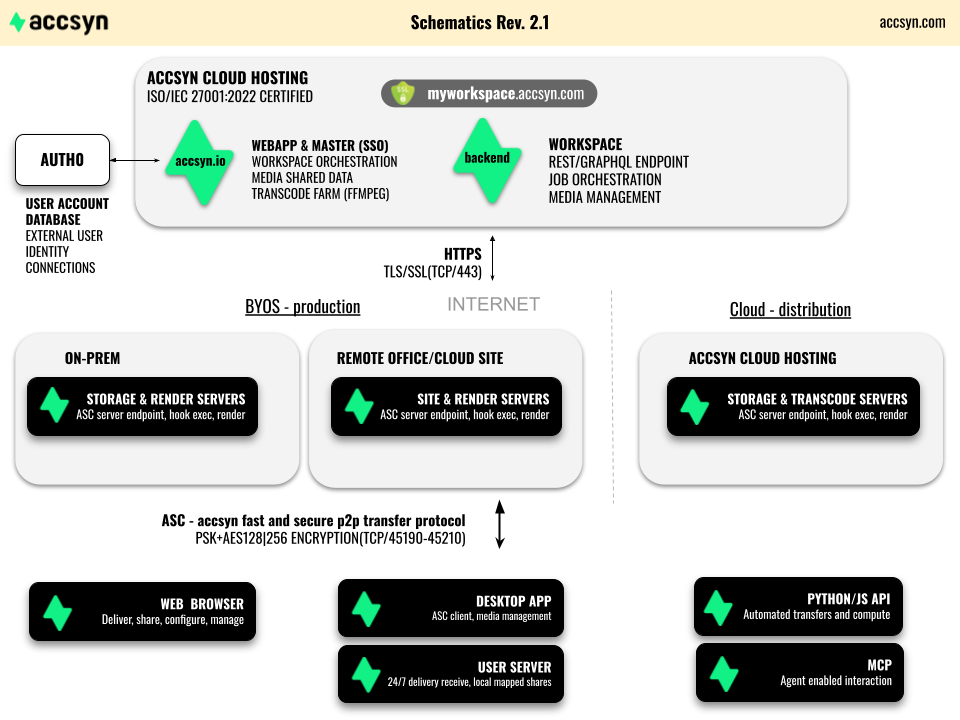 accsyn
Schematics Rev. 2.1
accsyn.com
ACCSYN CLOUD HOSTING
ISO/IEC 27001:2022 CERTIFIED
SSL
myworkspace.accsyn.com
AUTH0
USER ACCOUNT
DATABASE
EXTERNAL USER
IDENTITY
CONNECTIONS
accsyn.io
WEBAPP & MASTER (SSO)
WORKSPACE ORCHESTRATION
MEDIA SHARED DATA
TRANSCODE FARM (FFMPEG)
backend
WORKSPACE
REST/GRAPHQL ENDPOINT
JOB ORCHESTRATION
MEDIA MANAGEMENT
HTTPS
TLS/SSL(TCP/443)
INTERNET
BYOS - production
Cloud - distribution
ON-PREM
STORAGE & RENDER SERVERS
ASC server endpoint, hook exec, render
REMOTE OFFICE/CLOUD SITE
SITE & RENDER SERVERS
ASC server endpoint, hook exec, render
ACCSYN CLOUD HOSTING
STORAGE & TRANSCODE SERVERS
ASC server endpoint, hook exec, render
ASC - accsyn fast and secure p2p transfer protocol
PSK+AES128|256 ENCRYPTION(TCP/45190-45210)
WEB BROWSER
Deliver, share, configure, manage
DESKTOP APP
ASC client, media management
USER SERVER
24/7 delivery receive, local mapped shares
PYTHON/JS API
Automated transfers and compute
MCP
Agent enabled interaction